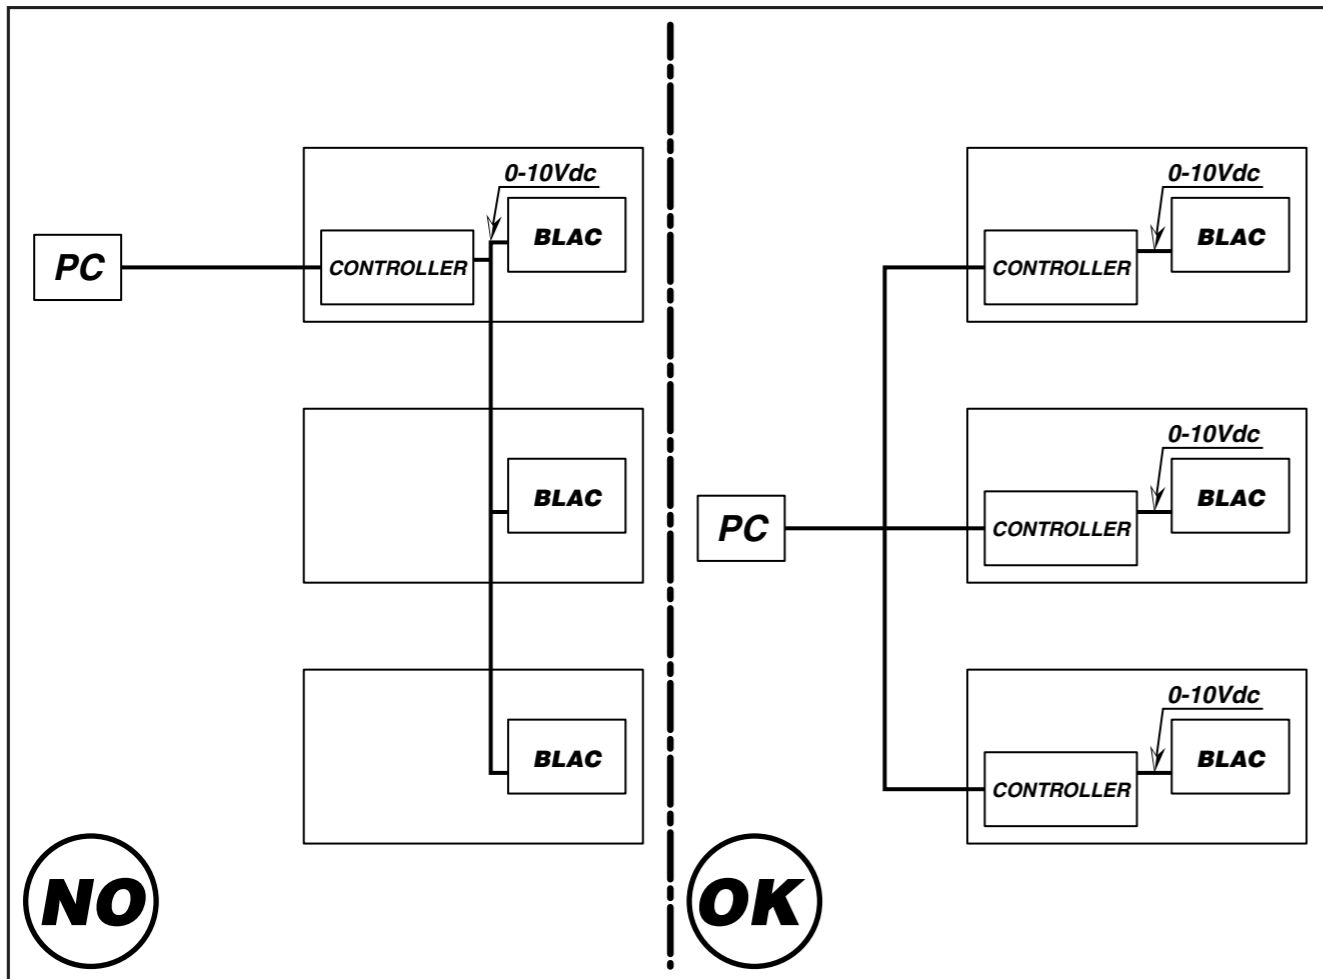 0-10Vdc
BLAC
PC
CONTROLLER
BLAC
BLAC
NO
0-10Vdc
BLAC
CONTROLLER
0-10Vdc
BLAC
PC
CONTROLLER
0-10Vdc
BLAC
CONTROLLER
OK